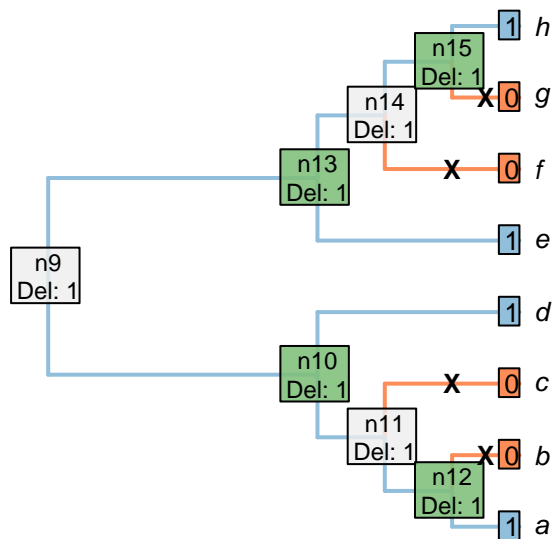 1 h
n15
Del: 1
X 0 g
n14
Del: 1
n13
Del: 1
X 0 f
1 e
n9
Del: 1
1 d
n10
Del: 1
X 0 c
n11
Del: 1
X 0 b
n12
Del: 1
1 a